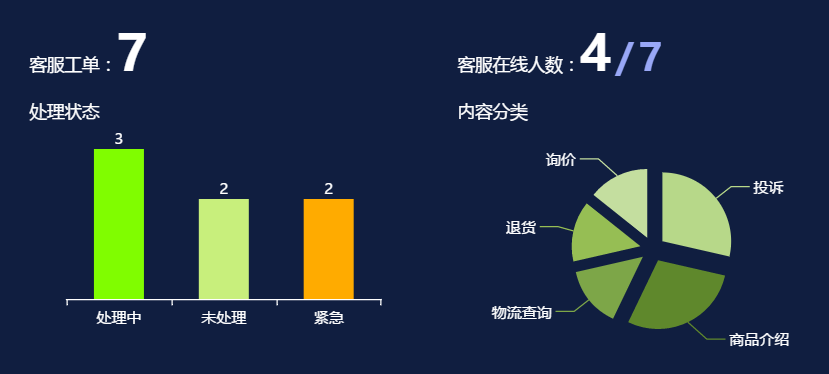 客服工单：7
处理状态
3
2
2
处理中
未处理
紧急
客服在线人数：4/7
内容分类
询价
投诉
退货
物流查询
商品介绍